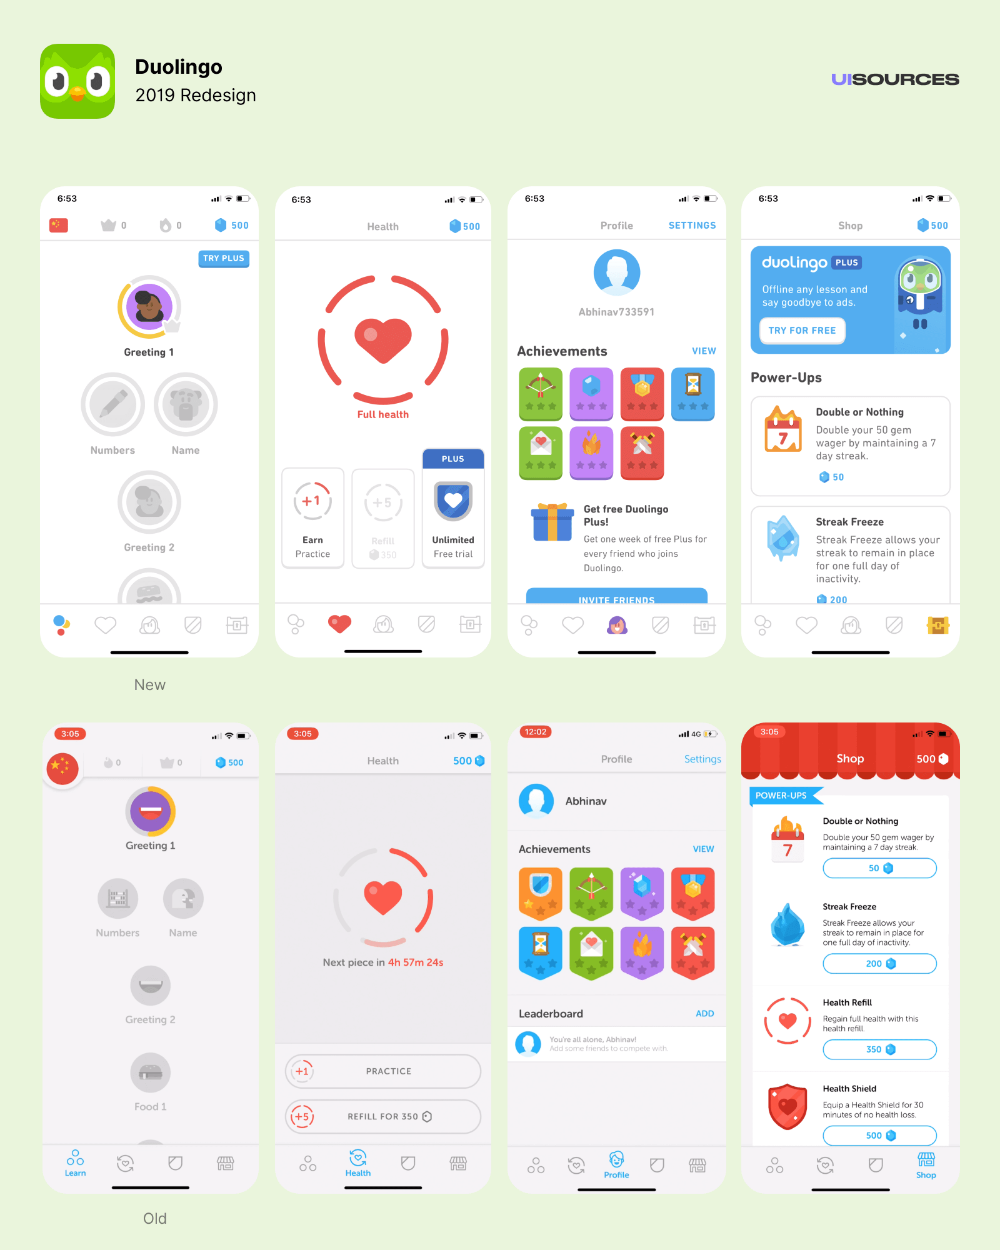 Duolingo
2019 Redesign
UISOURCES
6:53
0
0
500
TRY PLUS
Greeting 1
Numbers
Name
Greeting 2
6:53
Health
500
Full health
+1
Earn
Practice
+5
Refill
350
PLUS
Unlimited
Free trial
6:53
Profile
SETTINGS
Abhinav733591
Achievements
VIEW
Get free Duolingo
Plus!
Get one week of free Plus for
every friend who joins
Duolingo.
INVITE FRIENDS
6:53
Shop
500
duolingo PLUS
Offline any lesson and
say goodbye to ads.
TRY FOR FREE
Power-Ups
7
Double or Nothing
Double your 50 gem
wager by maintaining a 7
day streak.
50
Streak Freeze
Streak Freeze allows your
streak to remain in place
for one full day of
inactivity.
200
New
3:05
0
0
500
Greeting 1
Numbers
Name
Greeting 2
Food 1
Learn
3:05
Health
500
Next piece in 4h 57m 24s
+1
PRACTICE
+5
REFILL FOR 350
Health
12:02
4G
Profile
Settings
Abhinav
Achievements
VIEW
Leaderboard
ADD
You're all alone, Abhinav!
Add some friends to compete with
Profile
3:05
Shop
500
POWER-UPS
7
Double or Nothing
Double your 50 gem wager by
maintaining a 7 day streak.
50
Streak Freeze
Streak Freeze allows your
streak to remain in place for
one full day of inactivity.
200
Health Refill
Regain full health with this
health refill.
350
Health Shield
Equip a Health Shield for 30
minutes of no health loss.
500
Shop
Old